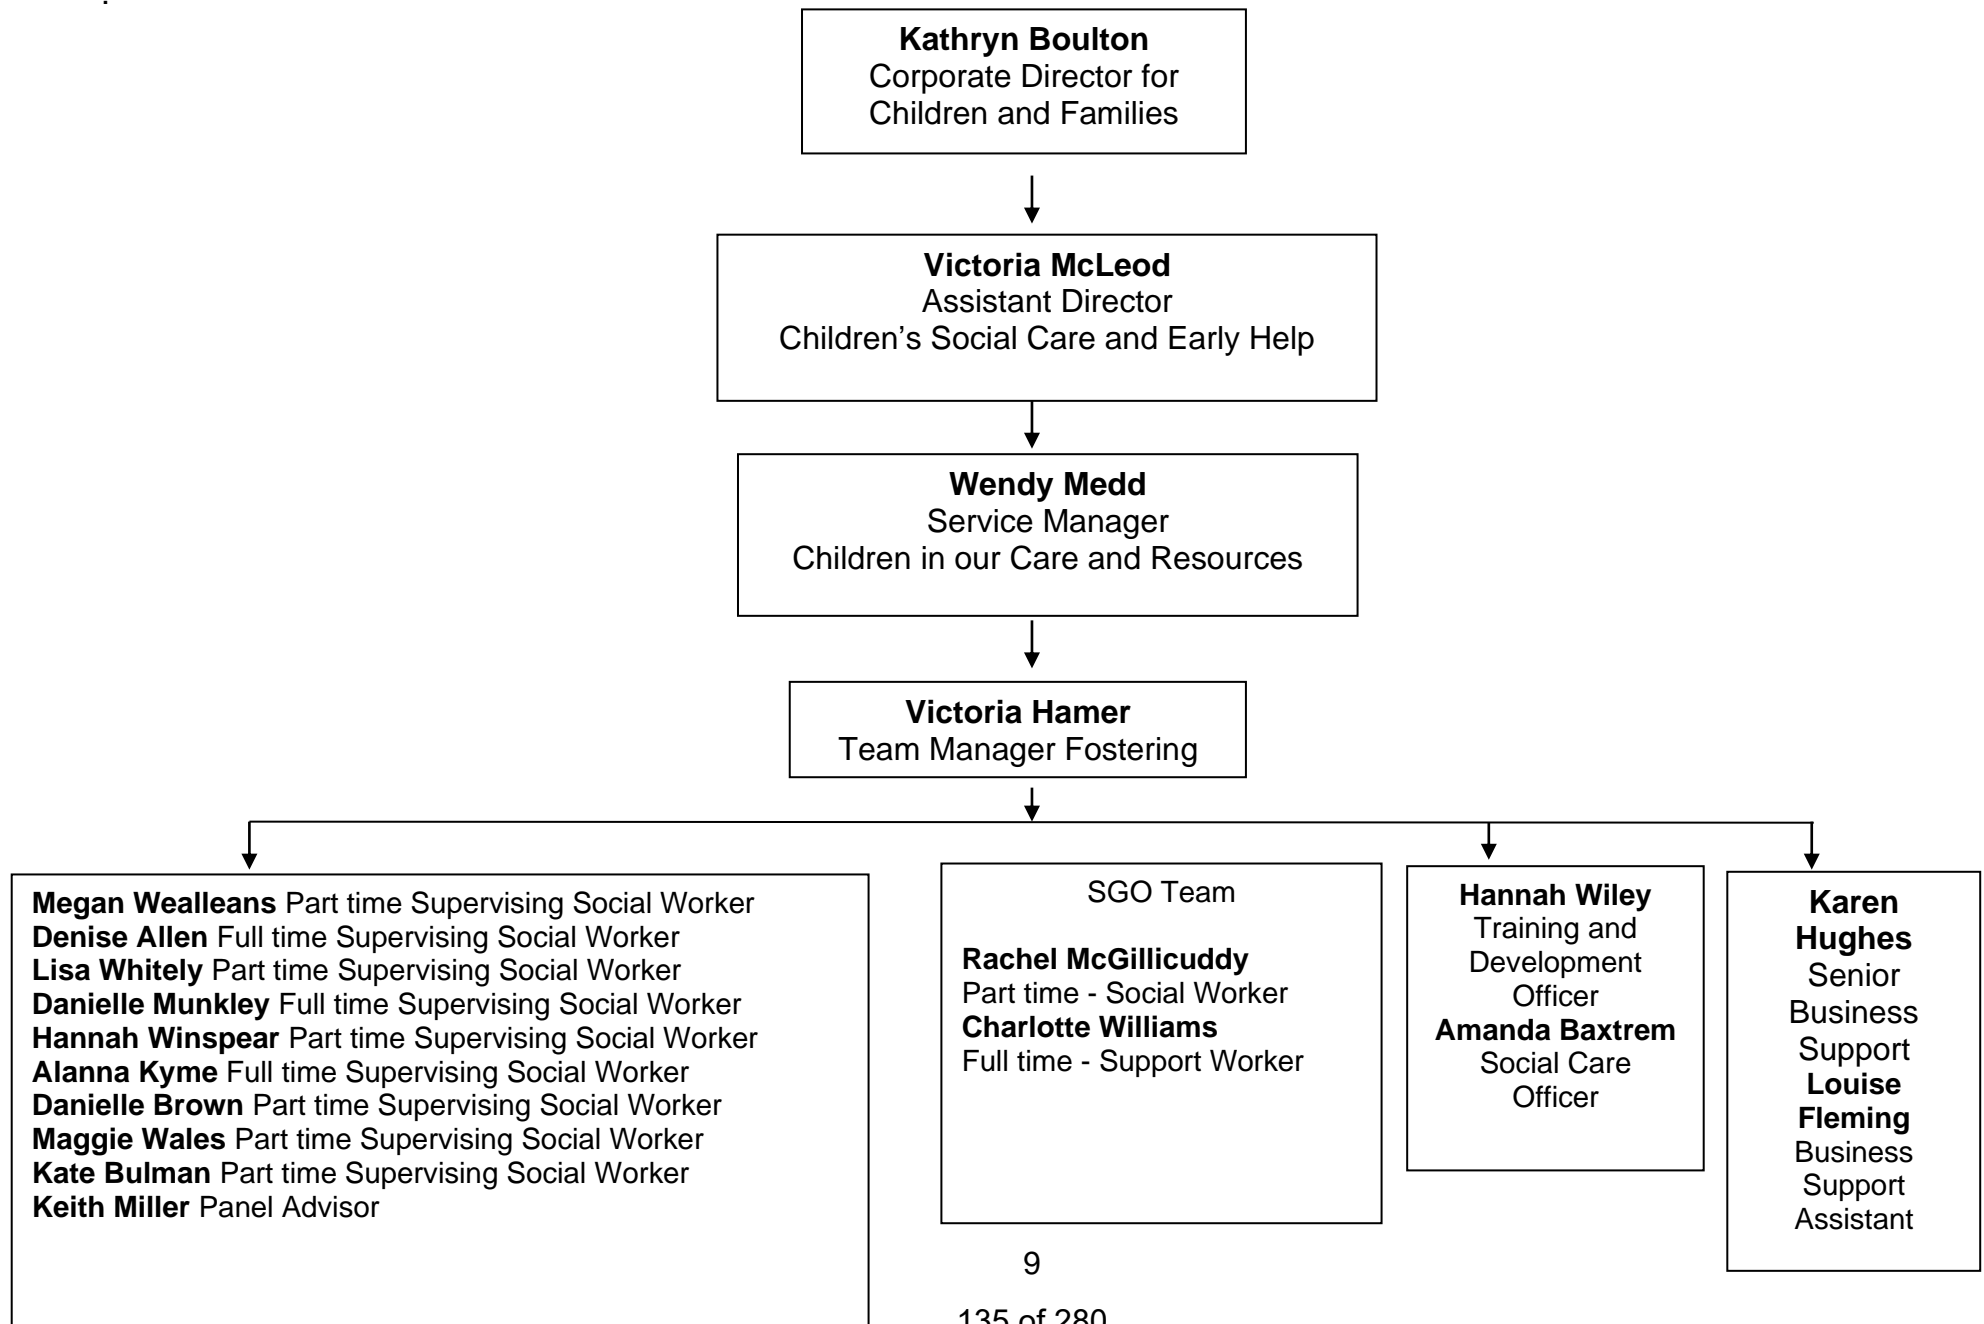 Kathryn Boulton
Corporate Director for
Children and Families
Victoria McLeod
Assistant Director
Children’s Social Care and Early Help
Wendy Medd
Service Manager
Children in our Care and Resources
Victoria Hamer
Team Manager Fostering
Megan Wealleans Part time Supervising Social Worker
Denise Allen Full time Supervising Social Worker
Lisa Whitely Part time Supervising Social Worker
Danielle Munkley Full time Supervising Social Worker
Hannah Winspear Part time Supervising Social Worker
Alanna Kyme Full time Supervising Social Worker
Danielle Brown Part time Supervising Social Worker
Maggie Wales Part time Supervising Social Worker
Kate Bulman Part time Supervising Social Worker
Keith Miller Panel Advisor
SGO Team
Rachel McGillicuddy
Part time - Social Worker
Charlotte Williams
Full time - Support Worker
Hannah Wiley
Training and
Development
Officer
Amanda Baxtrem
Social Care
Officer
Karen
Hughes
Senior
Business
Support
Louise
Fleming
Business
Support
Assistant
9
135 of 280